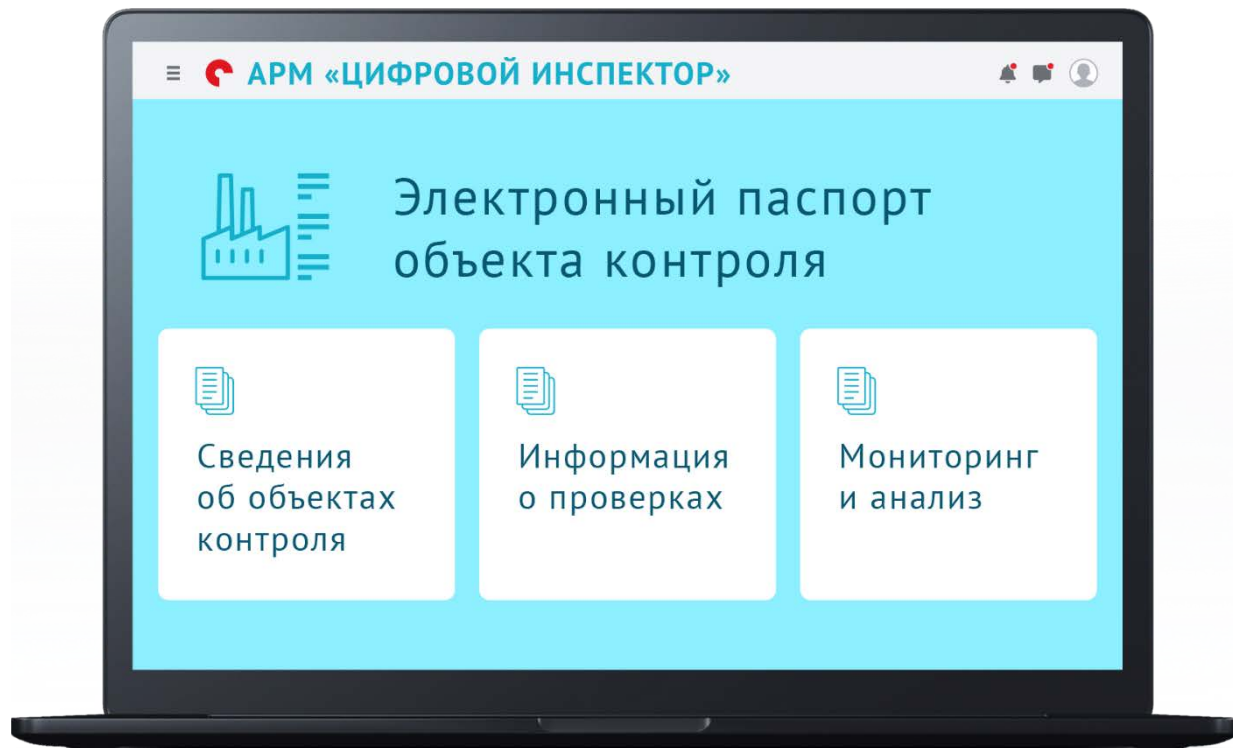 АРМ «ЦИФРОВОЙ ИНСПЕКТОР»
Электронный паспорт
объекта контроля
Сведения
об объектах
контроля
Информация
о проверках
Мониторинг
и анализ